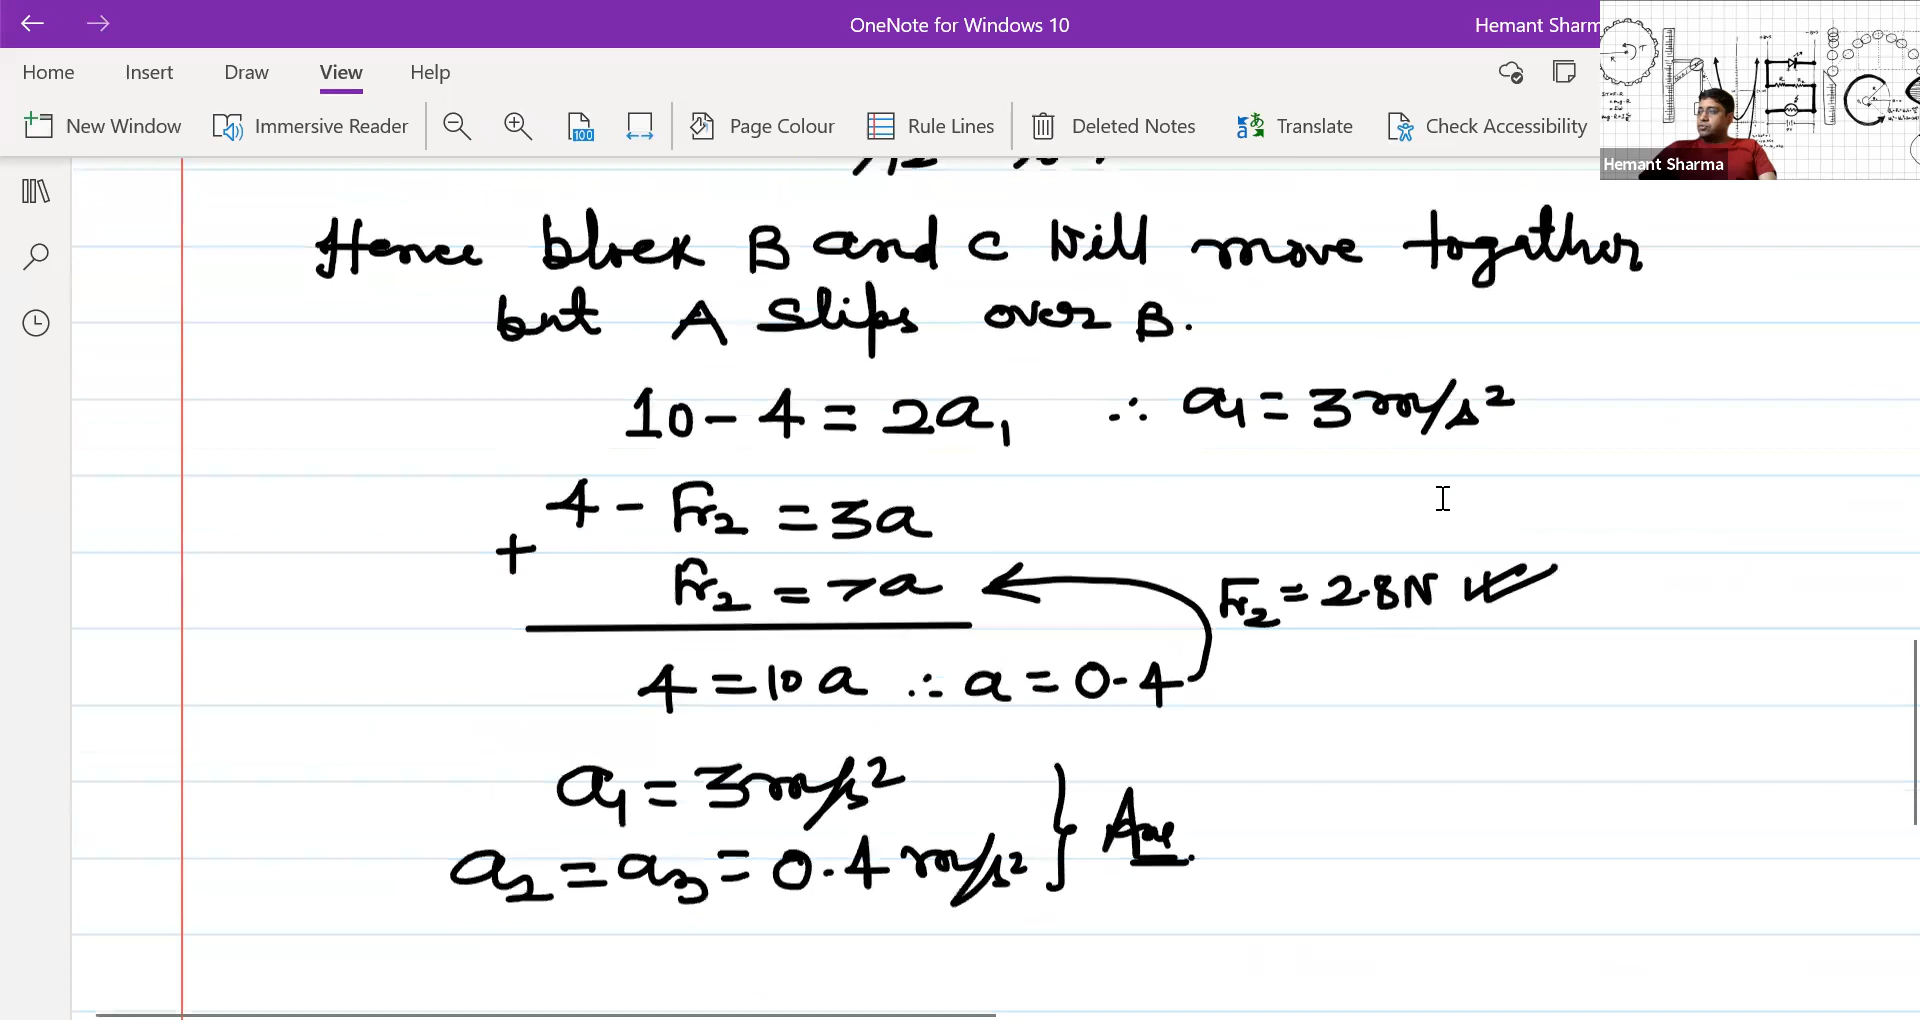 OneNote for Windows 10
Hemant Sharm
Home Insert Draw View Help
New Window Immersive Reader 100 Page Colour Rule Lines Deleted Notes Translate Check Accessibility
Hemant Sharma
Hence block B and C Will move togather
but A Slips over B.
10 - 4 = 2a₁ ∴ a₁ = 3 m/s²
4 - Fr₂ = 3a
+ Fr₂ = 7a
Fr₂ = 2.8N
4 = 10a ∴ a = 0.4
a₁ = 3 m/s²
a₂ = a₃ = 0.4 m/s² } Ans.